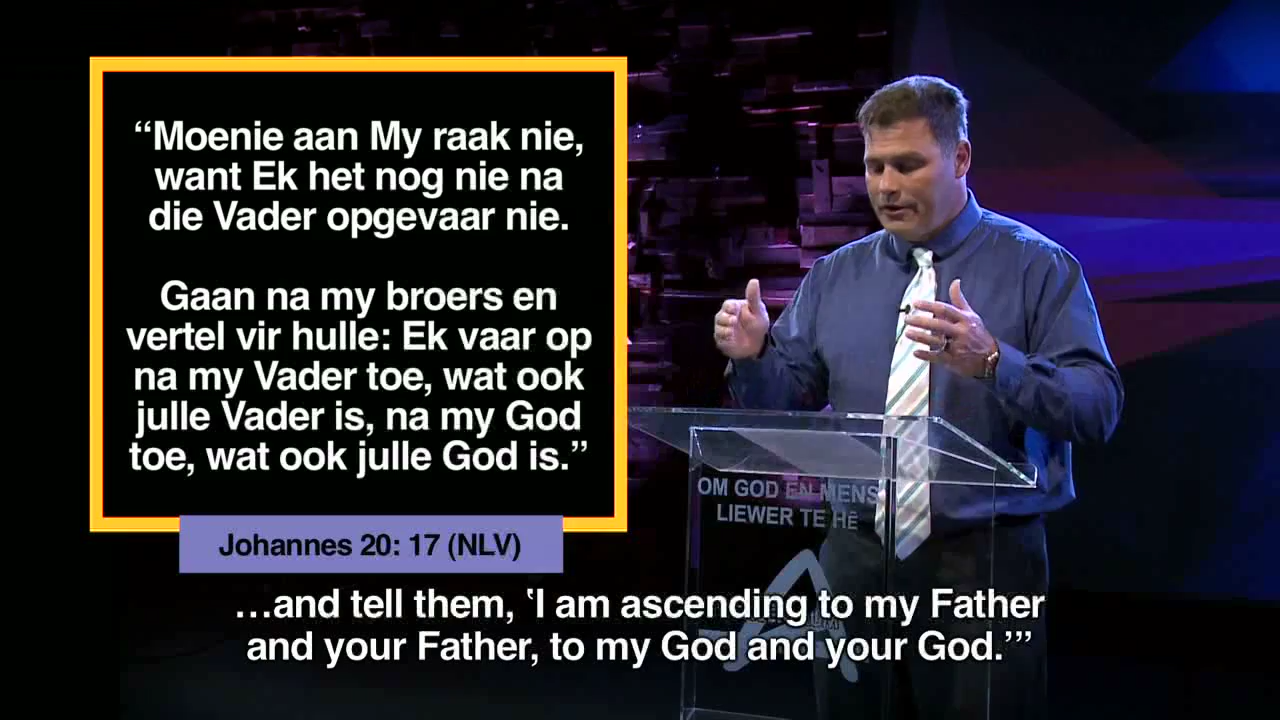 “Moenie aan My raak nie,
want Ek het nog nie na
die Vader opgevaar nie.
Gaan na my broers en
vertel vir hulle: Ek vaar op
na my Vader toe, wat ook
julle Vader is, na my God
toe, wat ook julle God is.”
Johannes 20: 17 (NLV)
OM GOD EN MENS
LIEWER TE HÊ
…and tell them, ‘I am ascending to my Father
and your Father, to my God and your God.’”